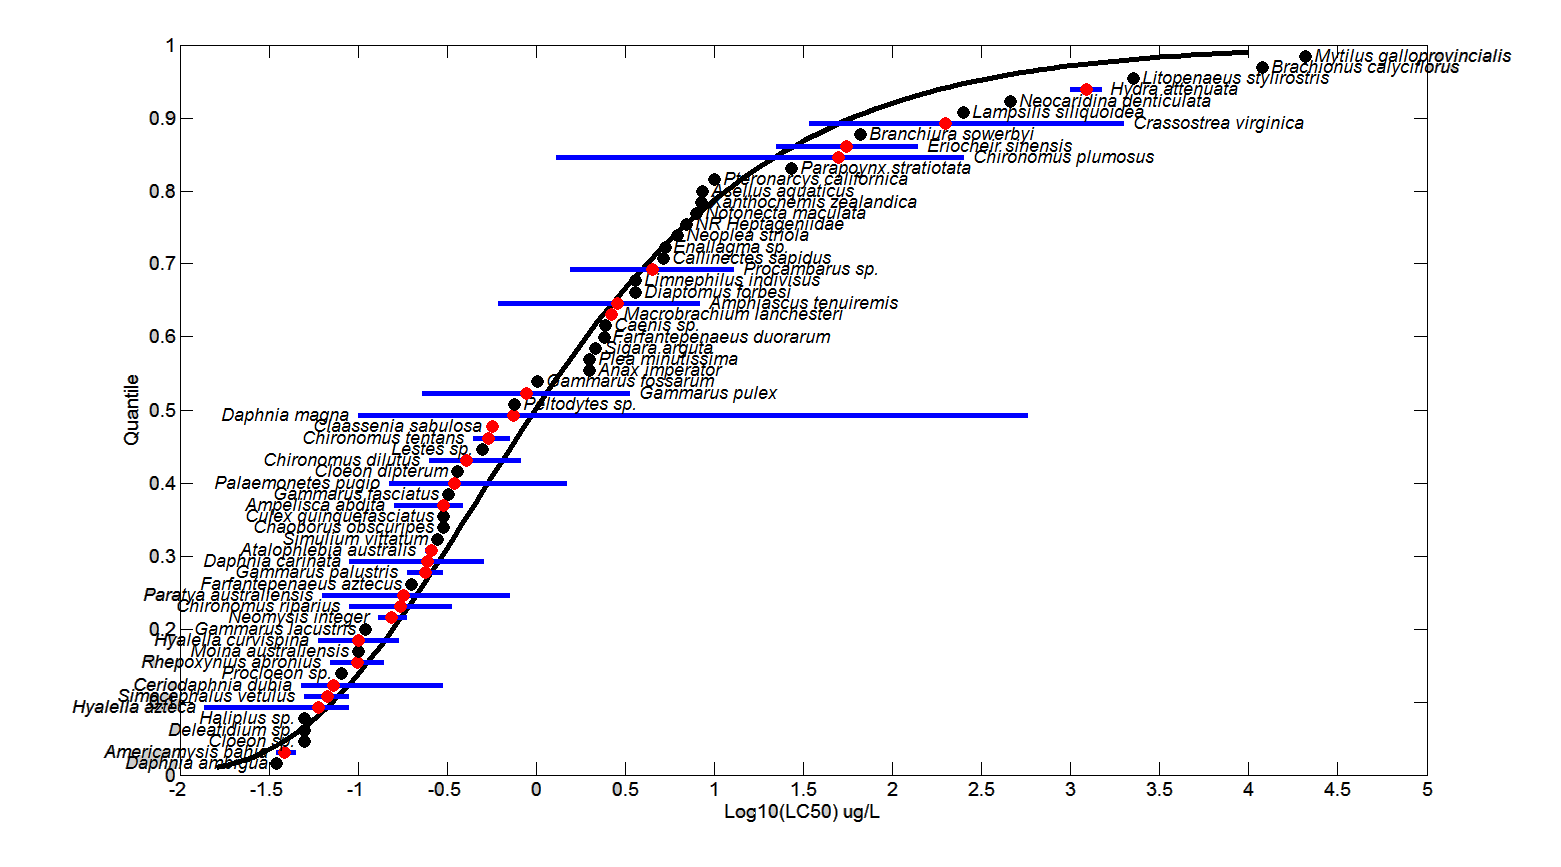 1
Mytilus galloprovincialis
Brachionus calyciflorus
Litopenaeus stylirostris
Hydra attenuata
0.9
Neocaridina denticulata
Lampsilis siliquoidea
Crassostrea virginica
Branchiura sowerbyi
Eriocheir sinensis
Chironomus plumosus
Parapoynx stratiotata
0.8
Pteronarcys californica
Asellus aquaticus
Xanthocnemis zealandica
Notonecta maculata
NR Heptageniidae
Neoplea striola
Enallagma sp.
Callinectes sapidus
0.7
Procambarus sp.
Limnephilus indivisus
Diaptomus forbesi
Amphiascus tenuiremis
Macrobrachium lanchesteri
Caenis sp.
0.6
Farfantepenaeus duorarum
Sigara arguta
Plea minutissima
Anax imperator
Gammarus fossarum
Gammarus pulex
Peltodytes sp.
0.5
Daphnia magna
Claassenia sabulosa
Chironomus tentans
Lestes sp.
Chironomus dilutus
Cloeon dipterum
0.4
Palaemonetes pugio
Gammarus fasciatus
Ampelisca abdita
Culex quinquefasciatus
Chaoborus obscuripes
Simulium vittatum
Atalophlebia australis
0.3
Daphnia carinata
Gammarus palustris
Farfantepenaeus aztecus
Paratya australiensis
Chironomus riparius
Neomysis integer
0.2
Gammarus lacustris
Hyalella curvispina
Moina australiensis
Rhepoxynius abronius
Procloeon sp.
Ceriodaphnia dubia
Simocephalus vetulus
Hyalella azteca
Haliplus sp.
Deleatidium sp.
Cloeon sp.
Americamysis bahia
Daphnia ambigua
0
Quantile
-2 -1.5 -1 -0.5 0 0.5 1 1.5 2 2.5 3 3.5 4 4.5 5
Log10(LC50) ug/L